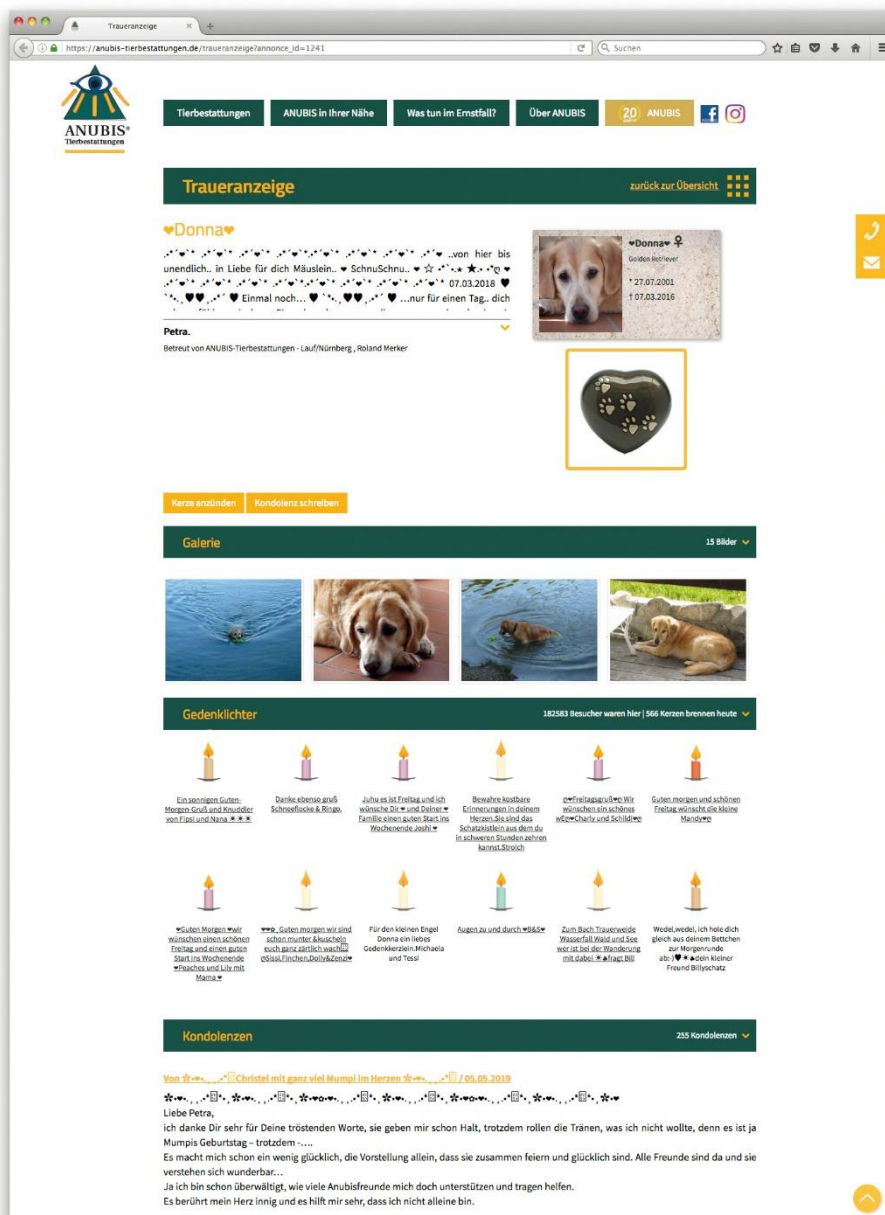 Traueranzeige
https://anubis-tierbestattungen.de/traueranzeige?annonce_id=1241
Suchen
ANUBIS®
Tierbestattungen
Tierbestattungen
ANUBIS in Ihrer Nähe
Was tun im Ernstfall?
Über ANUBIS
20 ANUBIS
Traueranzeige
zurück zur Übersicht
❤Donna❤
..von hier bis
unendlich.. in Liebe für dich Mäuslein.. ❤ SchnuSchnu.. ❤ ☆
07.03.2018 ♥
♥ Einmal noch… ♥ ♥♥ ♥ …nur für einen Tag.. dich
Petra.
Betreut von ANUBIS-Tierbestattungen - Lauf/Nürnberg , Roland Merker
❤Donna❤ ♀
Golden Retriever
* 27.07.2001
† 07.03.2016
Kerze anzünden
Kondolenz schreiben
Galerie
15 Bilder
Gedenklichter
182583 Besucher waren hier | 566 Kerzen brennen heute
Ein sonnigen Guten-
Morgen-Gruß und Knuddler
von Fipsi und Nana ☀☀☀
Danke ebenso gruß
Schneeflocke & Ringo.
Juhu es ist Freitag und ich
wünsche Dir ❤ und Deiner ❤
Familie einen guten Start ins
Wochenende Joshi ❤
Bewahre kostbare
Erinnerungen in deinem
Herzen.Sie sind das
Schatzkistlein aus dem du
in schweren Stunden zehren
kannst.Strolch
ღ❤Freitagsgruß❤ღ Wir
wünschen ein schönes
wEღ❤Charly und Schildi❤ღ
Guten morgen und schönen
Freitag wünscht die kleine
Mandy❤ღ
❤Guten Morgen ❤wir
wünschen einen schönen
Freitag und einen guten
Start ins Wochenende
❤Peaches und Lily mit
Mama ❤
Guten morgen wir sind
schon munter &kuscheln
euch ganz zärtlich wach
ღSissi,Finchen,Dolly&Zenzi❤
Für den kleinen Engel
Donna ein liebes
Gedenkkerzlein.Michaela
und Tessi
Augen zu und durch ❤B&S❤
Zum Bach Trauerweide
Wasserfall Wald und See
wer ist bei der Wanderung
mit dabei ☀♣fragt Bill
Wedel,wedel, ich hole dich
gleich aus deinem Bettchen
zur Morgenrunde
ab:-)♥☀♣dein kleiner
Freund Billyschatz
Kondolenzen
255 Kondolenzen
Von Christel mit ganz viel Mumpi im Herzen / 05.05.2019
Liebe Petra,
ich danke Dir sehr für Deine tröstenden Worte, sie geben mir schon Halt, trotzdem rollen die Tränen, was ich nicht wollte, denn es ist ja
Mumpis Geburtstag – trotzdem -….
Es macht mich schon ein wenig glücklich, die Vorstellung allein, dass sie zusammen feiern und glücklich sind. Alle Freunde sind da und sie
verstehen sich wunderbar…
Ja ich bin schon überwältigt, wie viele Anubisfreunde mich doch unterstützen und tragen helfen.
Es berührt mein Herz innig und es hilft mir sehr, dass ich nicht alleine bin.